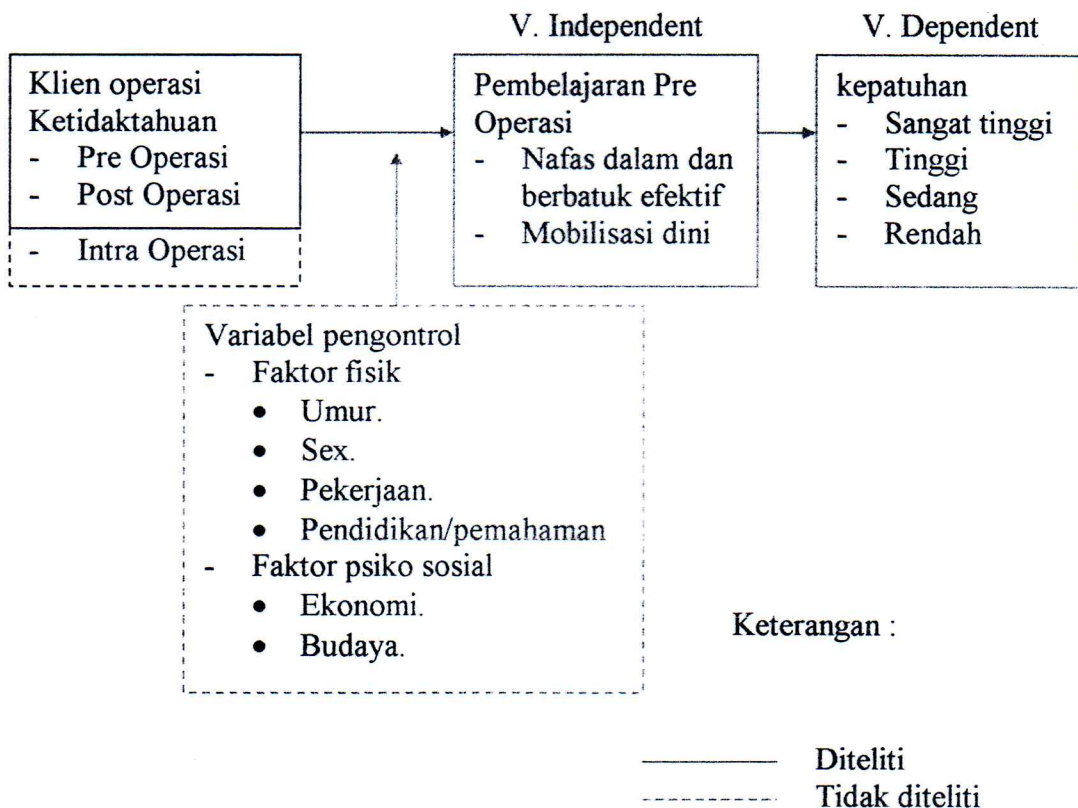 V. Independent
V. Dependent
Klien operasi
Ketidaktahuan
- Pre Operasi
- Post Operasi
- Intra Operasi
Pembelajaran Pre
Operasi
- Nafas dalam dan
berbatuk efektif
- Mobilisasi dini
kepatuhan
- Sangat tinggi
- Tinggi
- Sedang
- Rendah
Variabel pengontrol
- Faktor fisik
• Umur.
• Sex.
• Pekerjaan.
• Pendidikan/pemahaman
- Faktor psiko sosial
• Ekonomi.
• Budaya.
Keterangan :
Diteliti
Tidak diteliti